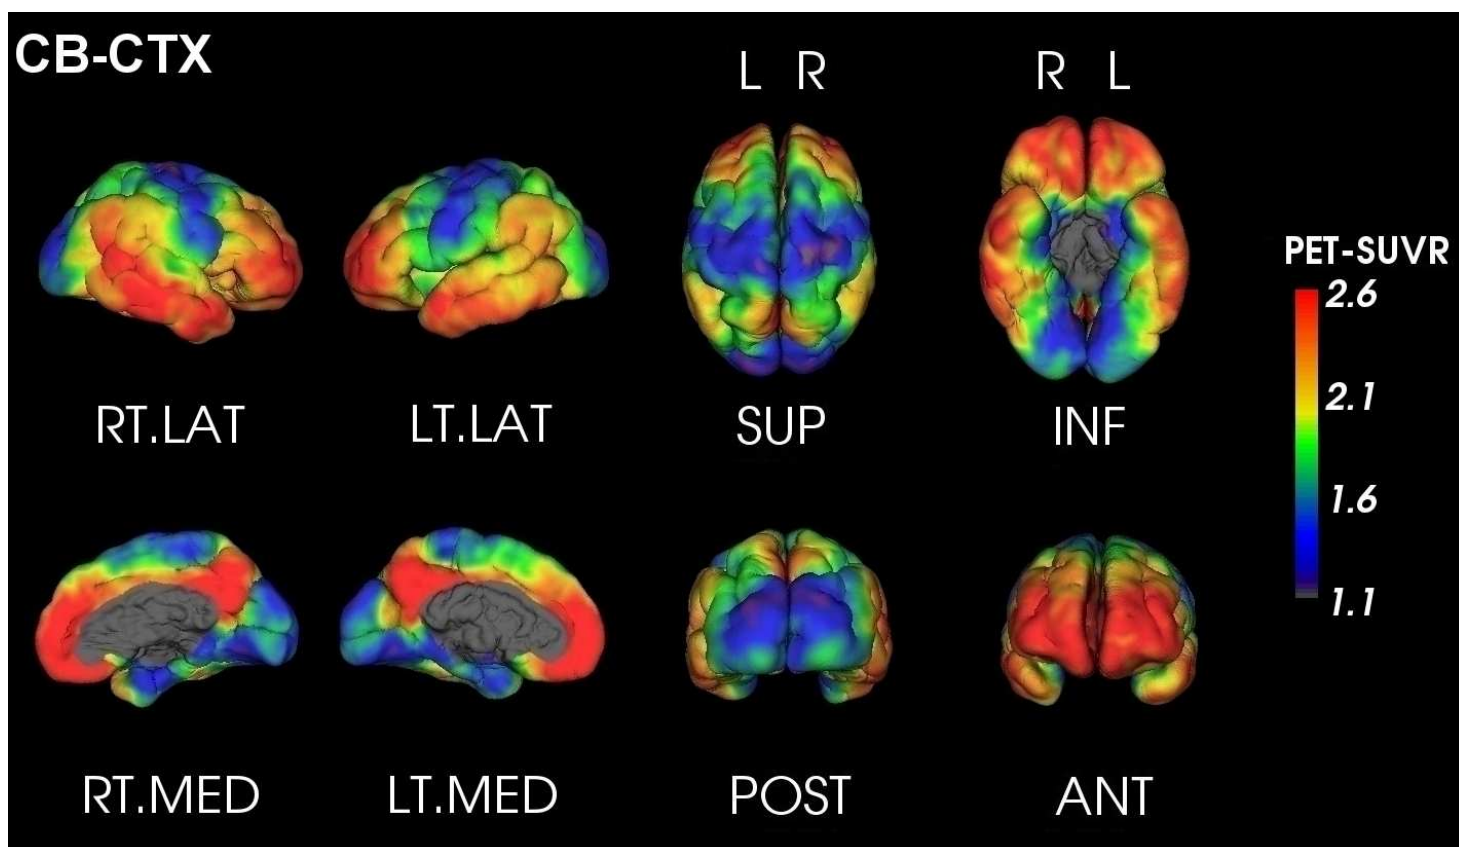 CB-CTX
L R
R L
RT.LAT
LT.LAT
SUP
INF
PET-SUVR
2.6
2.1
1.6
1.1
RT.MED
LT.MED
POST
ANT